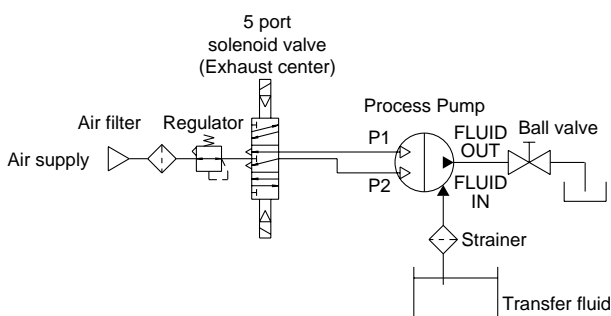 5 port
solenoid valve
(Exhaust center)
Process Pump
Air filter
Regulator
Ball valve
P1
FLUID
OUT
Air supply
P2
FLUID
IN
Strainer
Transfer fluid